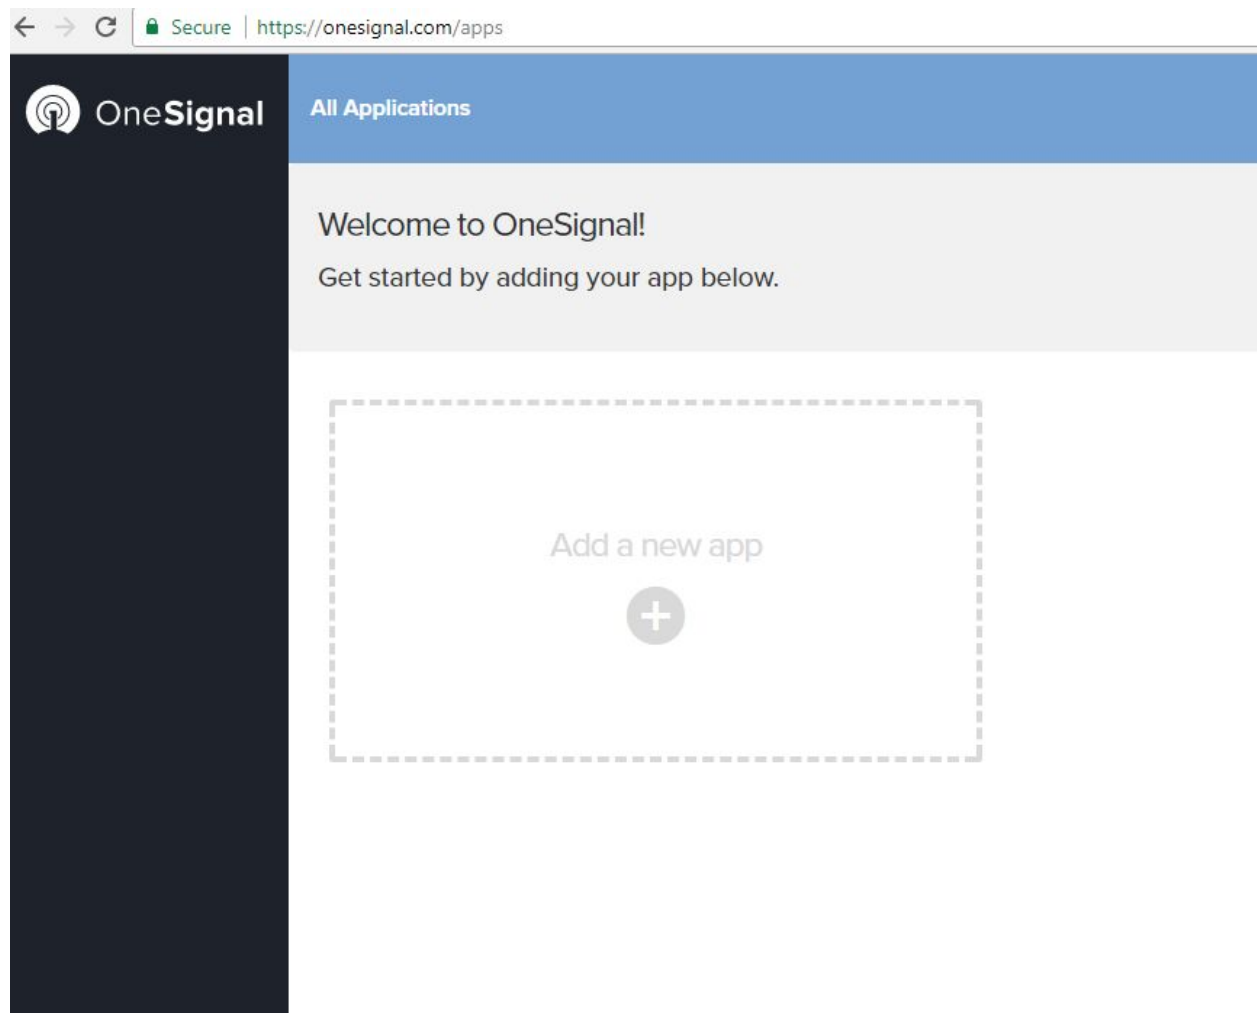 Secure https://onesignal.com/apps
OneSignal
All Applications
Welcome to OneSignal!
Get started by adding your app below.
Add a new app